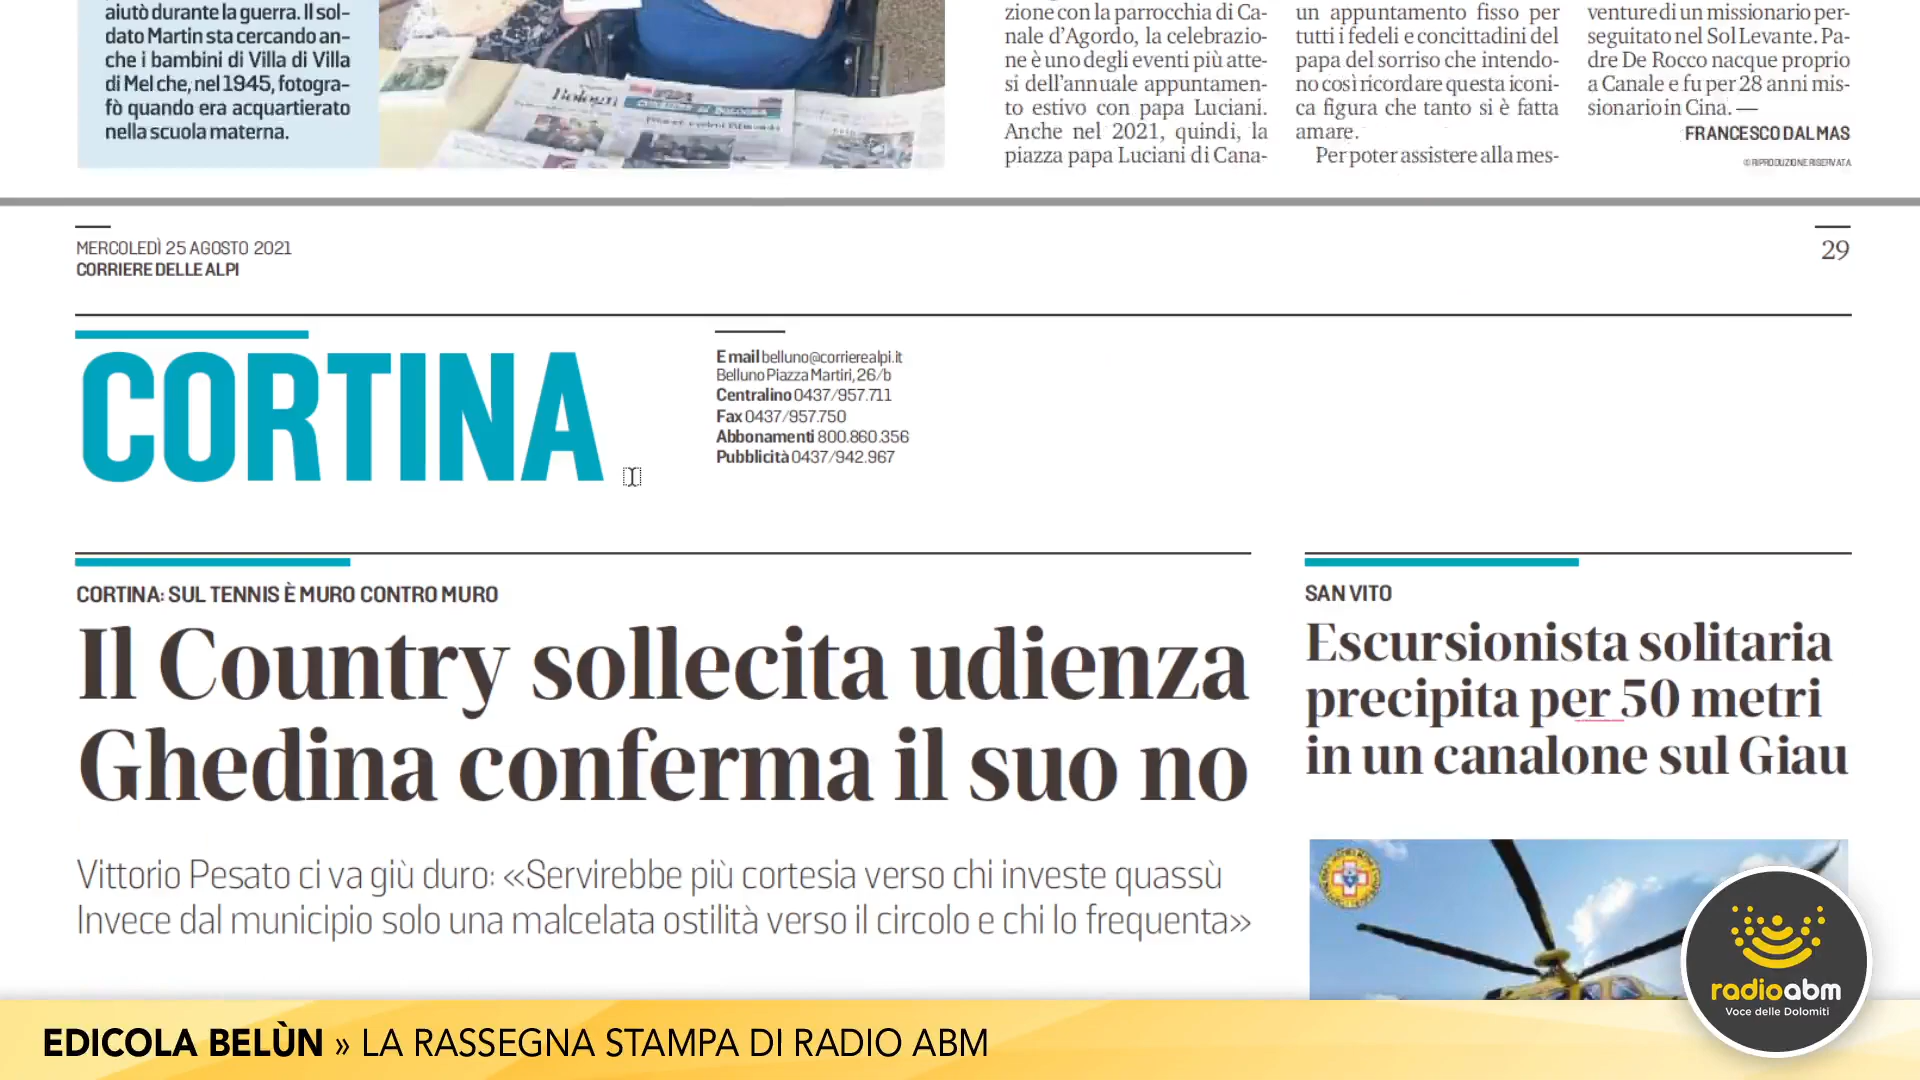 aiutò durante la guerra. Il sol-
dato Martin sta cercando an-
che i bambini di Villa di Villa
di Mel che, nel 1945, fotogra-
fò quando era acquartierato
nella scuola materna.
zione con la parrocchia di Ca-
nale d'Agordo, la celebrazio-
ne è uno degli eventi più atte-
si dell'annuale appuntamen-
to estivo con papa Luciani.
Anche nel 2021, quindi, la
piazza papa Luciani di Cana-
un appuntamento fisso per
tutti i fedeli e concittadini del
papa del sorriso che intendo-
no così ricordare questa iconi-
ca figura che tanto si è fatta
amare.
Per poter assistere alla mes-
venture di un missionario per-
seguitato nel Sol Levante. Pa-
dre De Rocco nacque proprio
a Canale e fu per 28 anni mis-
sionario in Cina. —
FRANCESCO DAL MAS
© RIPRODUZIONE RISERVATA
MERCOLEDÌ 25 AGOSTO 2021
CORRIERE DELLE ALPI
29
CORTINA
Email belluno@corrierealpi.it
Belluno Piazza Martiri, 26/b
Centralino 0437/957.711
Fax 0437/957.750
Abbonamenti 800.860.356
Pubblicità 0437/942.967
CORTINA: SUL TENNIS È MURO CONTRO MURO
Il Country sollecita udienza
Ghedina conferma il suo no
Vittorio Pesato ci va giù duro: «Servirebbe più cortesia verso chi investe quassù
Invece dal municipio solo una malcelata ostilità verso il circolo e chi lo frequenta»
SAN VITO
Escursionista solitaria
precipita per 50 metri
in un canalone sul Giau
radioabm
Voce delle Dolomiti
EDICOLA BELÙN » LA RASSEGNA STAMPA DI RADIO ABM